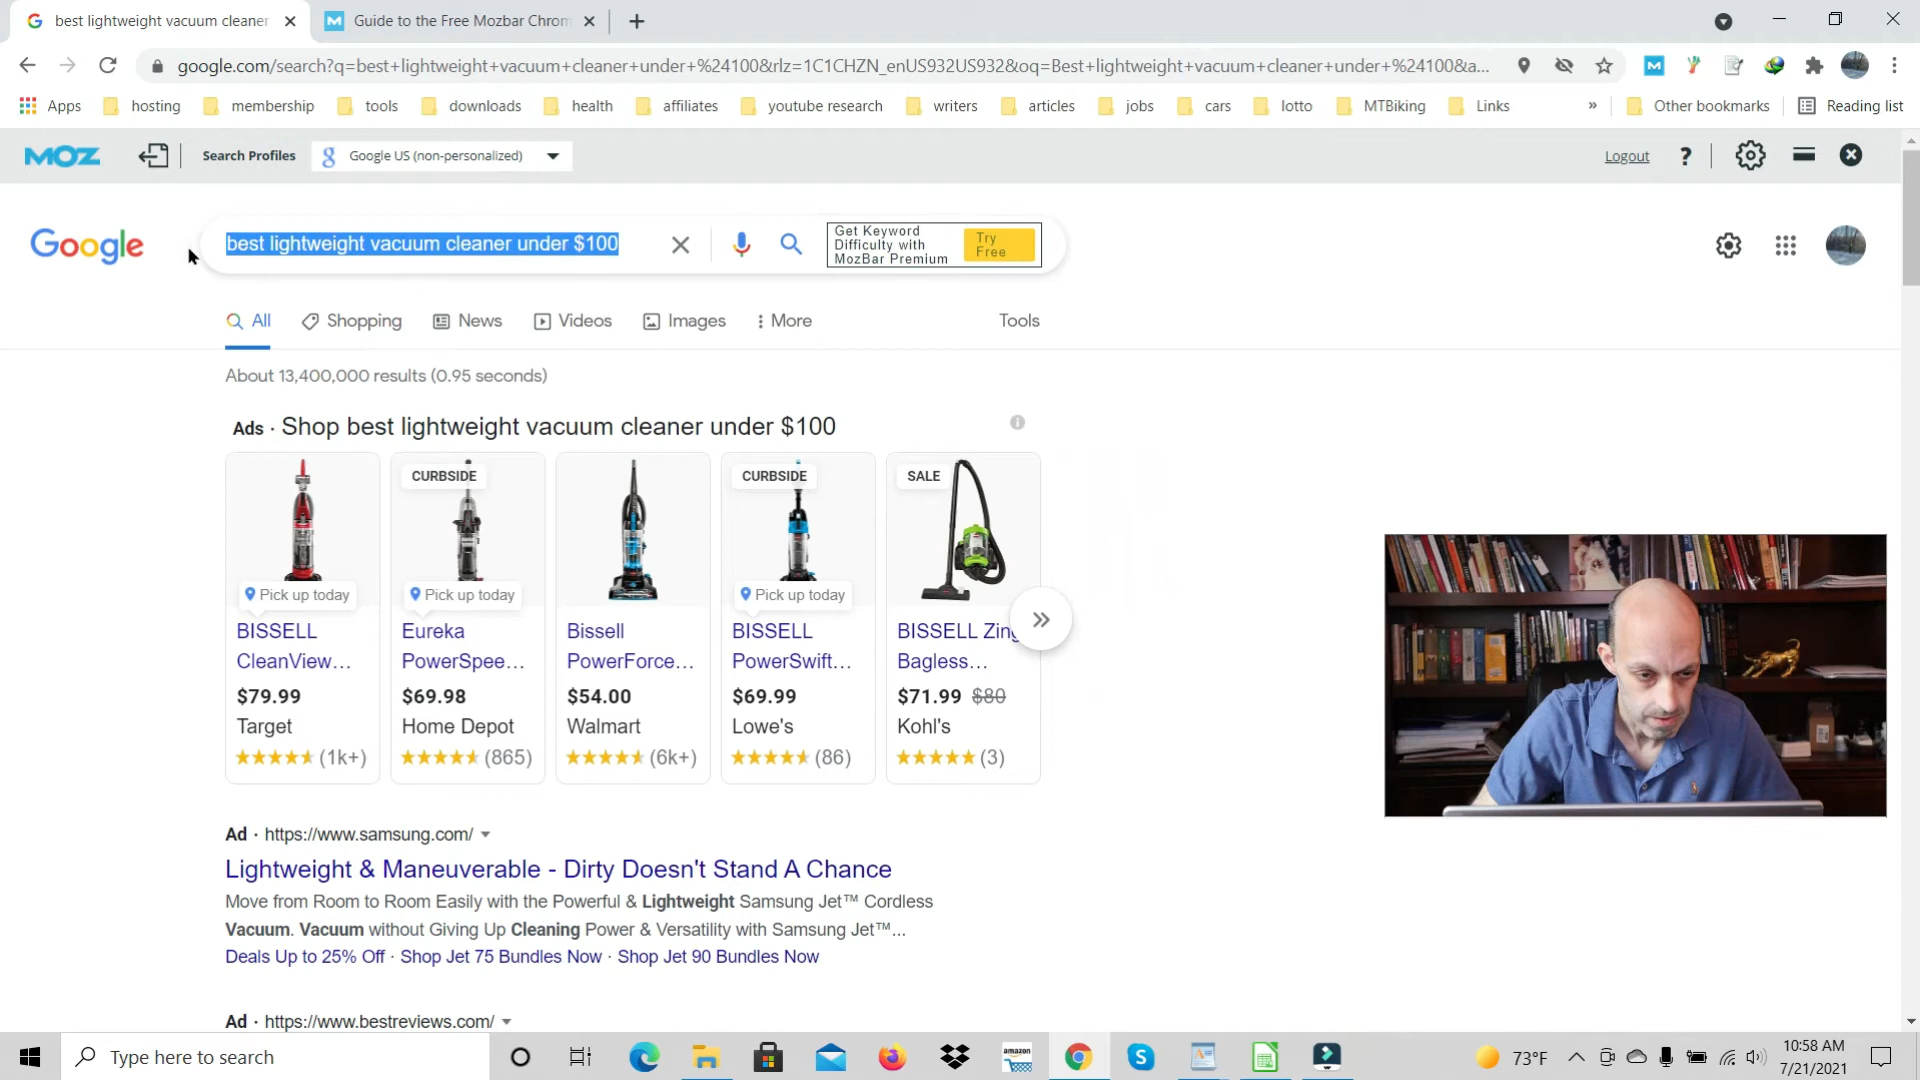 best lightweight vacuum cleaner
Guide to the Free Mozbar Chrom
google.com/search?q=best+lightweight+vacuum+cleaner+under+%24100&rlz=1C1CHZN_enUS932US932&oq=Best+lightweight+vacuum+cleaner+under+%24100&a...
Apps hosting membership tools downloads health affiliates youtube research writers articles jobs cars lotto MTBiking Links » Other bookmarks Reading list
MOZ Search Profiles Google US (non-personalized) Logout ?
Google best lightweight vacuum cleaner under $100
Get Keyword
Difficulty with
MozBar Premium
Try
Free
All Shopping News Videos Images More Tools
About 13,400,000 results (0.95 seconds)
Ads · Shop best lightweight vacuum cleaner under $100
CURBSIDE CURBSIDE SALE
Pick up today Pick up today Pick up today
BISSELL Eureka Bissell BISSELL BISSELL Zing
CleanView... PowerSpee... PowerForce... PowerSwift... Bagless...
$79.99 $69.98 $54.00 $69.99 $71.99 $80
Target Home Depot Walmart Lowe's Kohl's
(1k+) (865) (6k+) (86) (3)
Ad · https://www.samsung.com/
Lightweight & Maneuverable - Dirty Doesn't Stand A Chance
Move from Room to Room Easily with the Powerful & Lightweight Samsung Jet™ Cordless
Vacuum. Vacuum without Giving Up Cleaning Power & Versatility with Samsung Jet™...
Deals Up to 25% Off · Shop Jet 75 Bundles Now · Shop Jet 90 Bundles Now
Ad · https://www.bestreviews.com/
Type here to search
amazon
73°F
10:58 AM
7/21/2021